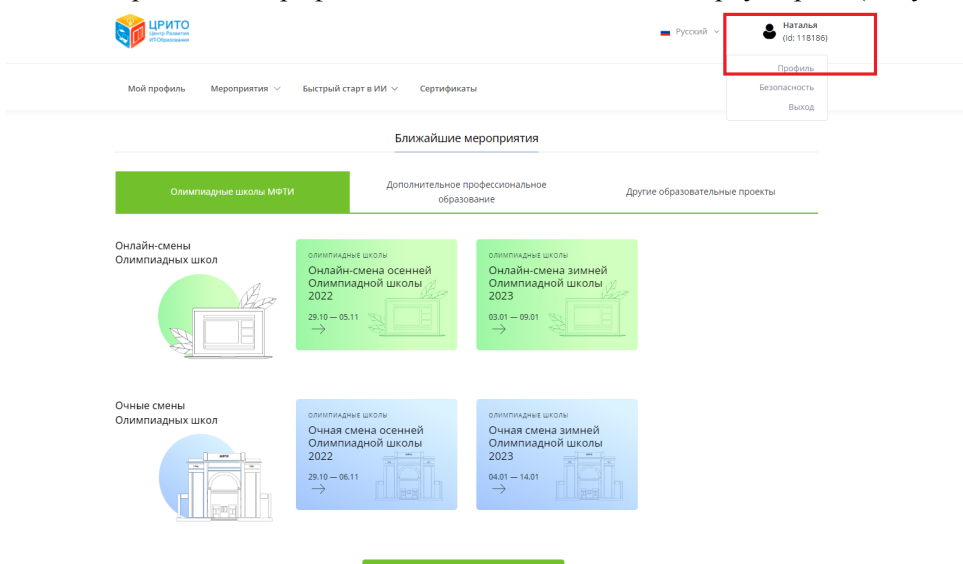 ЦРИТО
Центр Развития
ИТ-Образования
Русский
Наталья
(id: 118186)
Профиль
Безопасность
Выход
Мой профиль
Мероприятия
Быстрый старт в ИИ
Сертификаты
Ближайшие мероприятия
Олимпиадные школы МФТИ
Дополнительное профессиональное
образование
Другие образовательные проекты
Онлайн-смены
Олимпиадных школ
ОЛИМПИАДНЫЕ ШКОЛЫ
Онлайн-смена осенней
Олимпиадной школы
2022
29.10 — 05.11
ОЛИМПИАДНЫЕ ШКОЛЫ
Онлайн-смена зимней
Олимпиадной школы
2023
03.01 — 09.01
Очные смены
Олимпиадных школ
ОЛИМПИАДНЫЕ ШКОЛЫ
Очная смена осенней
Олимпиадной школы
2022
29.10 — 06.11
ОЛИМПИАДНЫЕ ШКОЛЫ
Очная смена зимней
Олимпиадной школы
2023
04.01 — 14.01